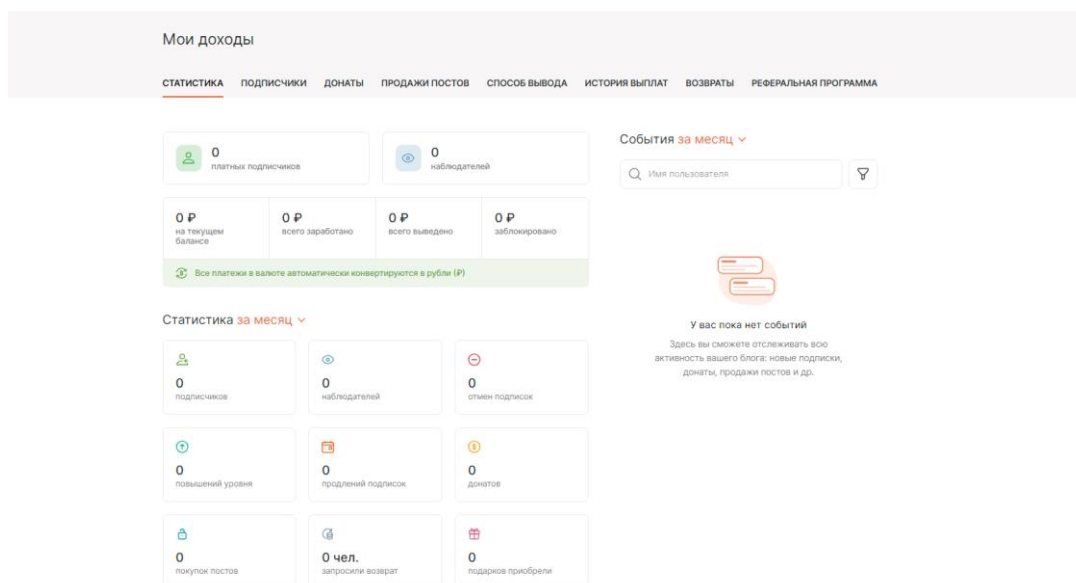 Мои доходы
СТАТИСТИКА ПОДПИСЧИКИ ДОНАТЫ ПРОДАЖИ ПОСТОВ СПОСОБ ВЫВОДА ИСТОРИЯ ВЫПЛАТ ВОЗВРАТЫ РЕФЕРАЛЬНАЯ ПРОГРАММА
0
платных подписчиков
0
наблюдателей
0 ₽
на текущем
балансе
0 ₽
всего заработано
0 ₽
всего выведено
0 ₽
заблокировано
Все платежи в валюте автоматически конвертируются в рубли (₽)
Статистика за месяц
0
подписчиков
0
наблюдателей
0
отмен подписок
0
повышений уровня
0
продлений подписок
0
донатов
0
покупок постов
0 чел.
запросили возврат
0
подарков приобрели
События за месяц
Имя пользователя
У вас пока нет событий
Здесь вы сможете отслеживать всю
активность вашего блога: новые подписки,
донаты, продажи постов и др.